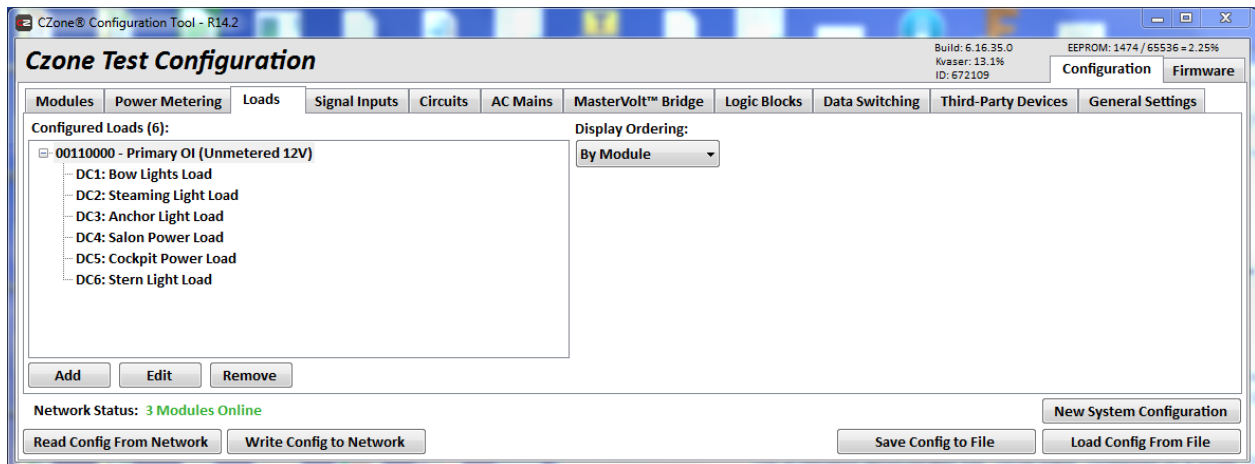 CZone® Configuration Tool - R14.2
Czone Test Configuration
Build: 6.16.35.0
Kvaser: 13.1%
ID: 672109
EEPROM: 1474 / 65536 = 2.25%
Configuration Firmware
Modules Power Metering Loads Signal Inputs Circuits AC Mains MasterVolt™ Bridge Logic Blocks Data Switching Third-Party Devices General Settings
Configured Loads (6):
00110000 - Primary OI (Unmetered 12V)
DC1: Bow Lights Load
DC2: Steaming Light Load
DC3: Anchor Light Load
DC4: Salon Power Load
DC5: Cockpit Power Load
DC6: Stern Light Load
Display Ordering:
By Module
Add Edit Remove
Network Status: 3 Modules Online
New System Configuration
Read Config From Network Write Config to Network Save Config to File Load Config From File